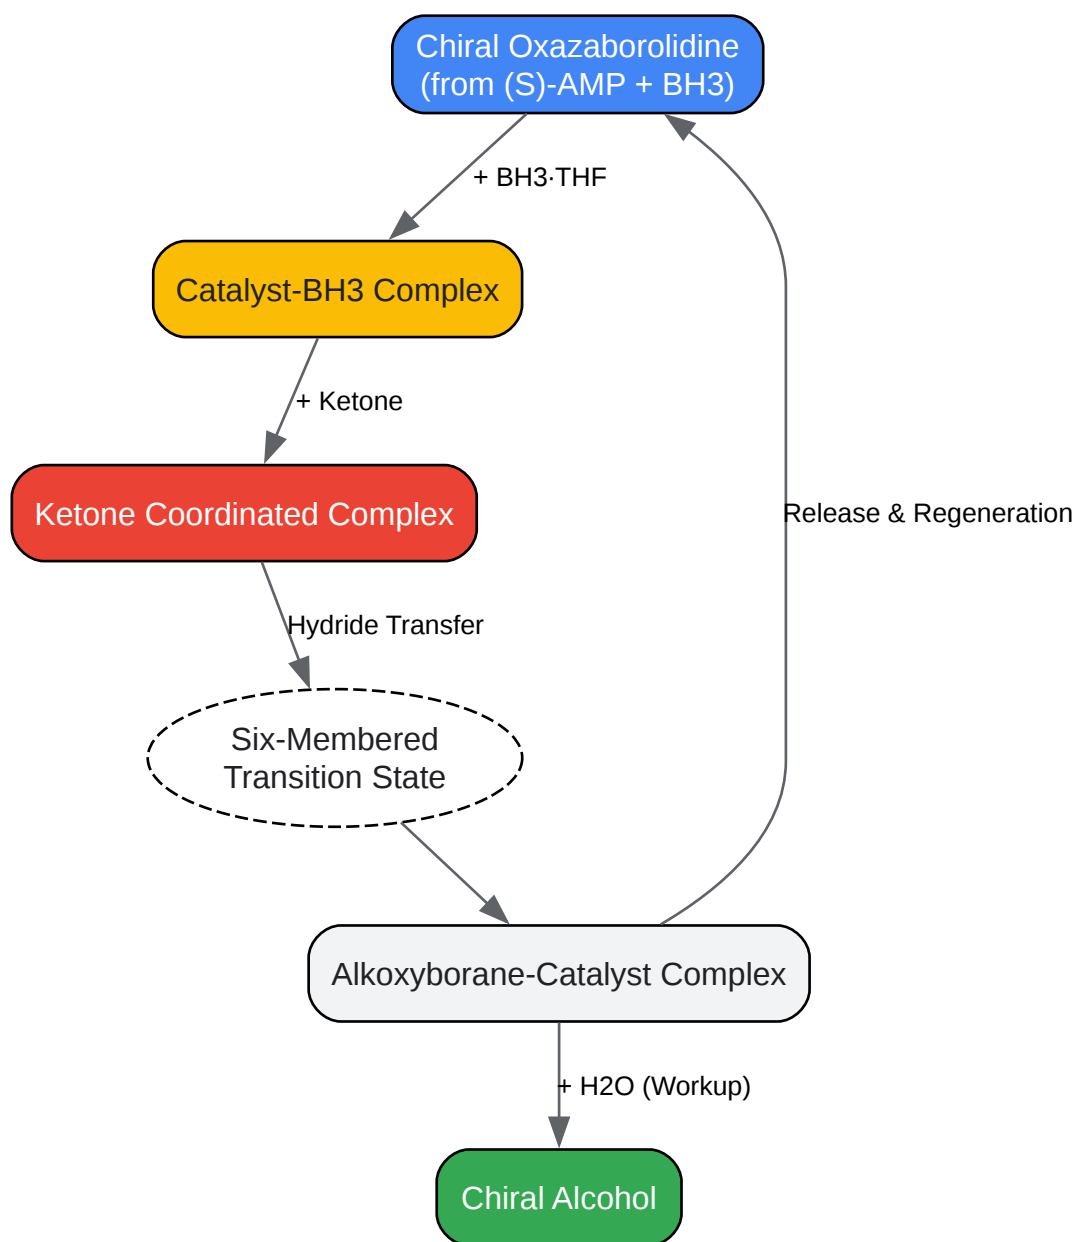 Chiral Oxazaborolidine
(from (S)-AMP + BH3)
+ BH3·THF
Catalyst-BH3 Complex
+ Ketone
Ketone Coordinated Complex
Release & Regeneration
Hydride Transfer
Six-Membered
Transition State
Alkoxyborane-Catalyst Complex
+ H2O (Workup)
Chiral Alcohol